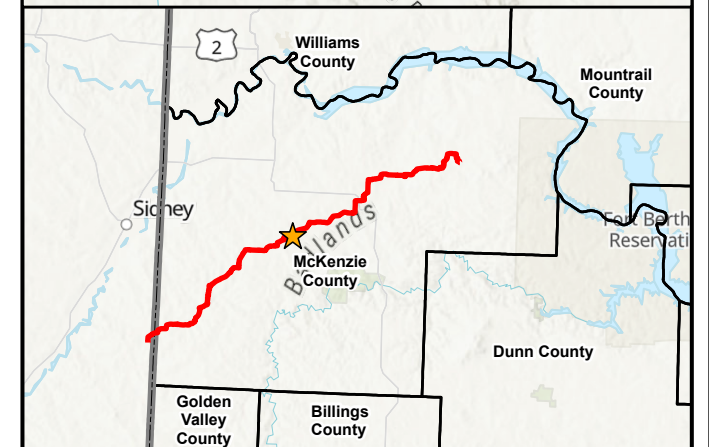 2
Williams
County
Mountrail
County
Sidney
Badlands
McKenzie
County
Fort Berth
Reservati
Dunn County
Golden
Valley
County
Billings
County